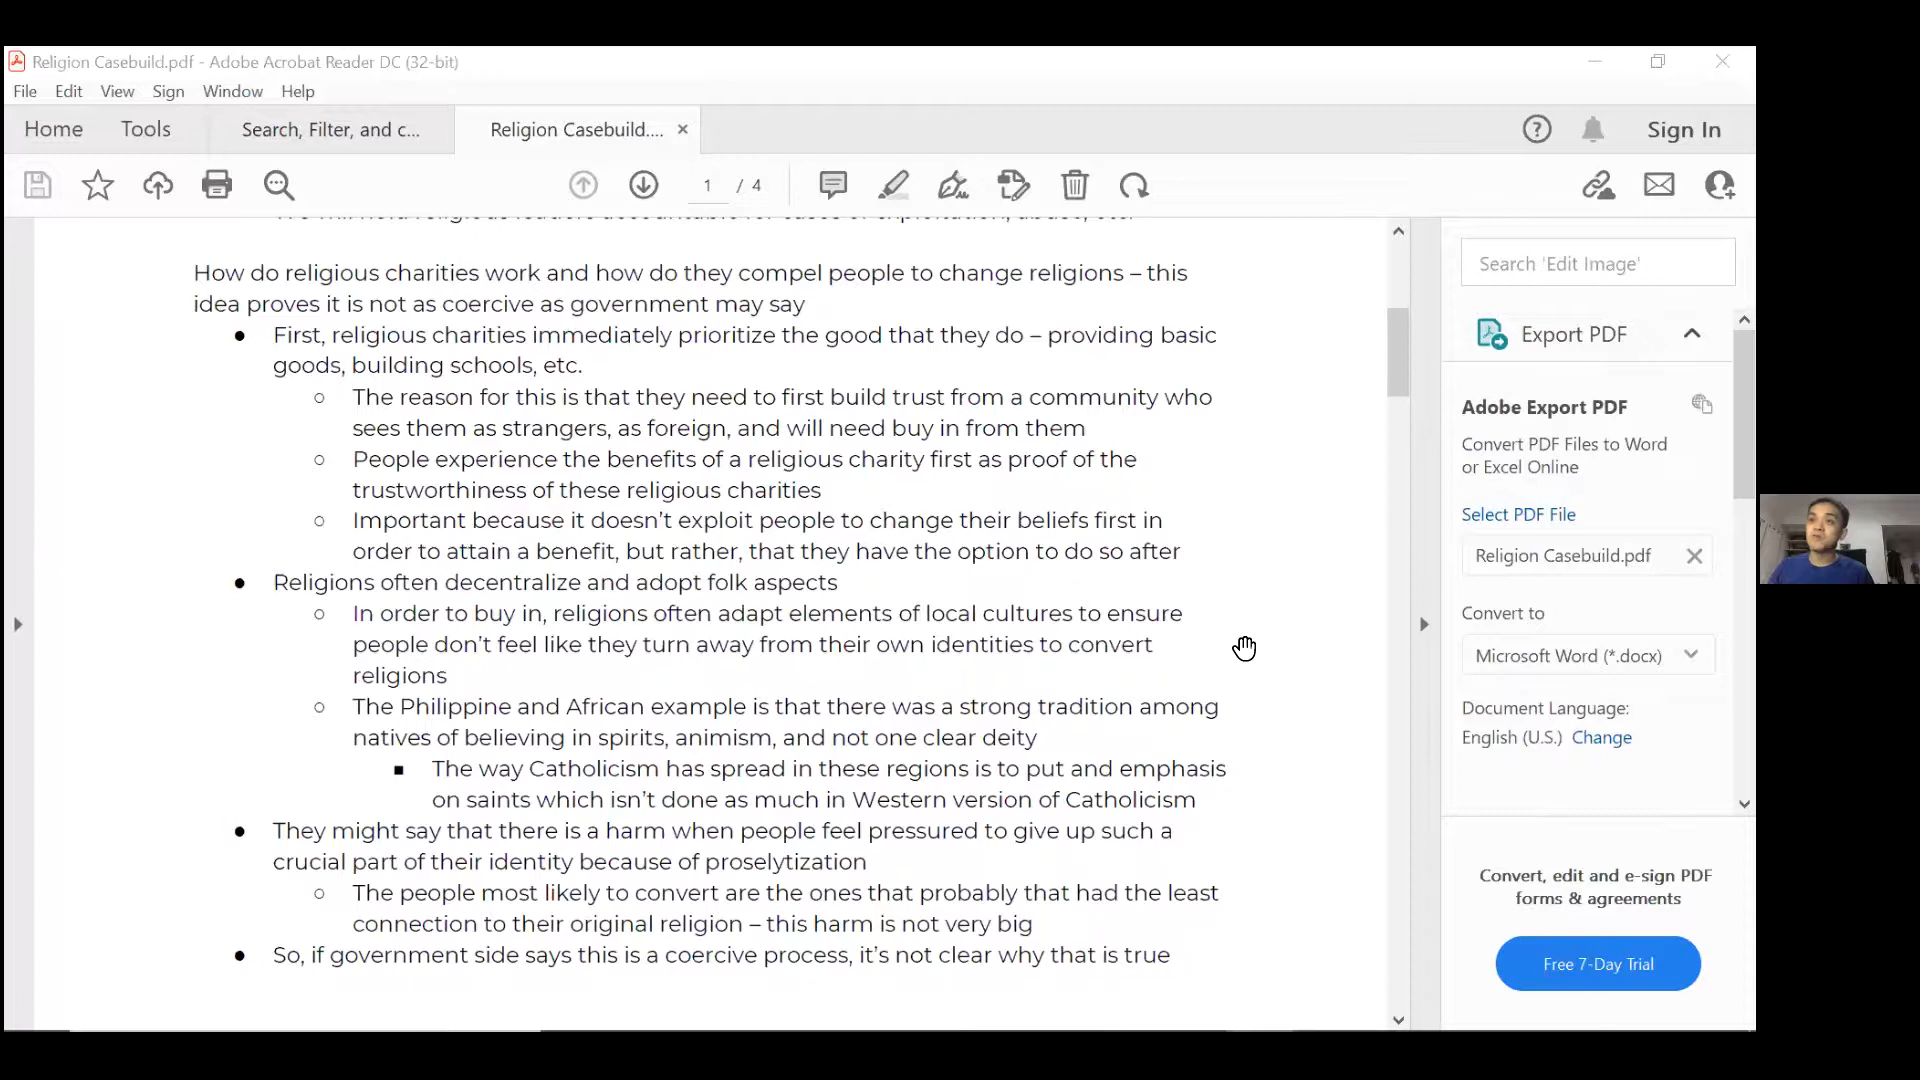 Religion Casebuild.pdf - Adobe Acrobat Reader DC (32-bit)
File Edit View Sign Window Help
Home Tools Search, Filter, and c... Religion Casebuild.... × Sign In
1 / 4
We will hold religious leaders accountable for cases of exploitation, abuse, etc.
How do religious charities work and how do they compel people to change religions – this
idea proves it is not as coercive as government may say
● First, religious charities immediately prioritize the good that they do – providing basic
goods, building schools, etc.
○ The reason for this is that they need to first build trust from a community who
sees them as strangers, as foreign, and will need buy in from them
○ People experience the benefits of a religious charity first as proof of the
trustworthiness of these religious charities
○ Important because it doesn’t exploit people to change their beliefs first in
order to attain a benefit, but rather, that they have the option to do so after
● Religions often decentralize and adopt folk aspects
○ In order to buy in, religions often adapt elements of local cultures to ensure
people don’t feel like they turn away from their own identities to convert
religions
○ The Philippine and African example is that there was a strong tradition among
natives of believing in spirits, animism, and not one clear deity
■ The way Catholicism has spread in these regions is to put and emphasis
on saints which isn’t done as much in Western version of Catholicism
● They might say that there is a harm when people feel pressured to give up such a
crucial part of their identity because of proselytization
○ The people most likely to convert are the ones that probably that had the least
connection to their original religion – this harm is not very big
● So, if government side says this is a coercive process, it’s not clear why that is true
Search 'Edit Image'
Export PDF
Adobe Export PDF
Convert PDF Files to Word
or Excel Online
Select PDF File
Religion Casebuild.pdf
Convert to
Microsoft Word (*.docx)
Document Language:
English (U.S.) Change
Convert, edit and e-sign PDF
forms & agreements
Free 7-Day Trial